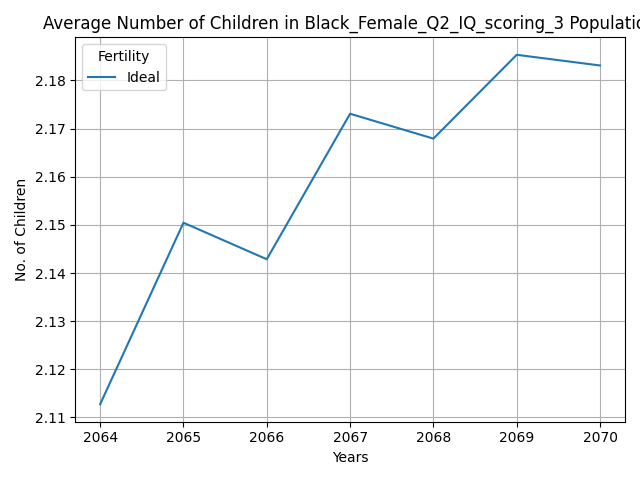 Average Number of Children in Black_Female_Q2_IQ_scoring_3 Populatio
Fertility
Ideal
No. of Children
2.18
2.17
2.16
2.15
2.14
2.13
2.12
2.11
2064 2065 2066 2067 2068 2069 2070
Years